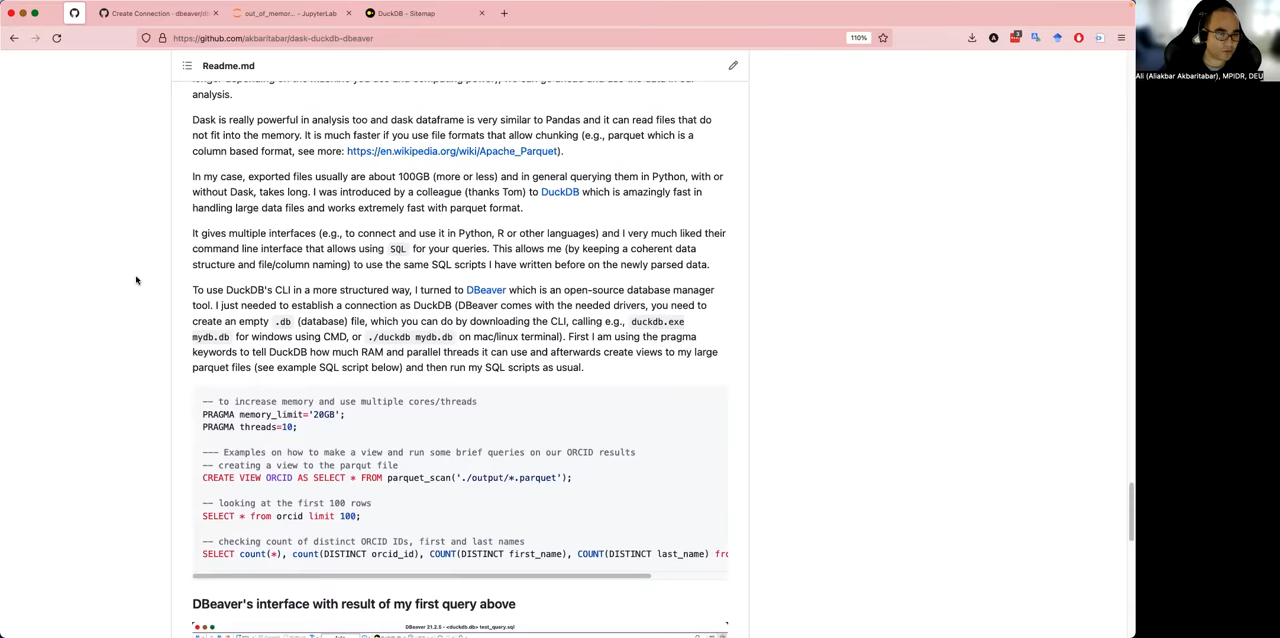 Create Connection · dbeaver/db
out_of_memor... - JupyterLab
DuckDB - Sitemap
https://github.com/akbaritabar/dask-duckdb-dbeaver
110%
Ali (Aliakbar Akbaritabar), MPIDR, DEU
Readme.md
analysis.
Dask is really powerful in analysis too and dask dataframe is very similar to Pandas and it can read files that do
not fit into the memory. It is much faster if you use file formats that allow chunking (e.g., parquet which is a
column based format, see more: https://en.wikipedia.org/wiki/Apache_Parquet).
In my case, exported files usually are about 100GB (more or less) and in general querying them in Python, with or
without Dask, takes long. I was introduced by a colleague (thanks Tom) to DuckDB which is amazingly fast in
handling large data files and works extremely fast with parquet format.
It gives multiple interfaces (e.g., to connect and use it in Python, R or other languages) and I very much liked their
command line interface that allows using SQL for your queries. This allows me (by keeping a coherent data
structure and file/column naming) to use the same SQL scripts I have written before on the newly parsed data.
To use DuckDB's CLI in a more structured way, I turned to DBeaver which is an open-source database manager
tool. I just needed to establish a connection as DuckDB (DBeaver comes with the needed drivers, you need to
create an empty .db (database) file, which you can do by downloading the CLI, calling e.g., duckdb.exe
mydb.db for windows using CMD, or ./duckdb mydb.db on mac/linux terminal). First I am using the pragma
keywords to tell DuckDB how much RAM and parallel threads it can use and afterwards create views to my large
parquet files (see example SQL script below) and then run my SQL scripts as usual.
-- to increase memory and use multiple cores/threads
PRAGMA memory_limit='20GB';
PRAGMA threads=10;
--- Examples on how to make a view and run some brief queries on our ORCID results
-- creating a view to the parqut file
CREATE VIEW ORCID AS SELECT * FROM parquet_scan('./output/*.parquet');
-- looking at the first 100 rows
SELECT * from orcid limit 100;
-- checking count of distinct ORCID IDs, first and last names
SELECT count(*), count(DISTINCT orcid_id), COUNT(DISTINCT first_name), COUNT(DISTINCT last_name) fro
DBeaver's interface with result of my first query above
DBeaver 21.2.5 - <duckdb.db> test_query.sql